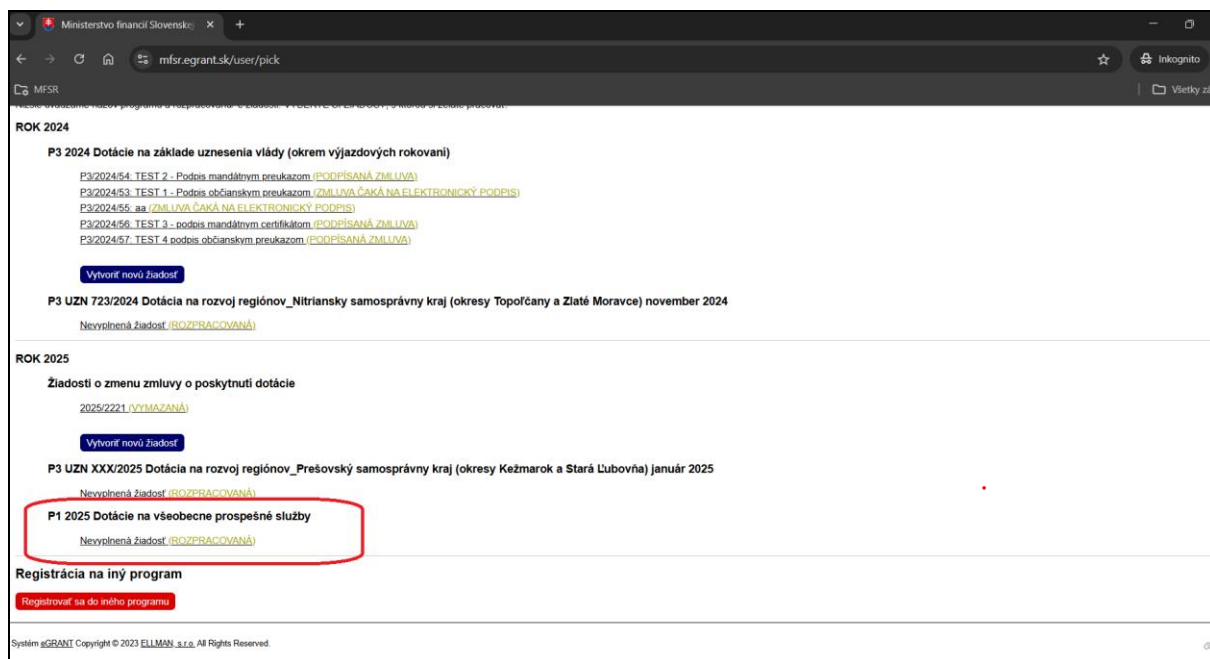 Ministerstvo financií Slovenskej
mfsr.egrant.sk/user/pick
Inkognito
MFSR
Všetky zá
ROK 2024
P3 2024 Dotácie na základe uznesenia vlády (okrem výjazdových rokovaní)
P3/2024/54: TEST 2 - Podpis mandátnym preukazom (PODPÍSANÁ ZMLUVA)
P3/2024/53: TEST 1 - Podpis občianskym preukazom (ZMLUVA ČAKÁ NA ELEKTRONICKÝ PODPIS)
P3/2024/55: aa (ZMLUVA ČAKÁ NA ELEKTRONICKÝ PODPIS)
P3/2024/56: TEST 3 - podpis mandátnym certifikátom (PODPÍSANÁ ZMLUVA)
P3/2024/57: TEST 4 podpis občianskym preukazom (PODPÍSANÁ ZMLUVA)
Vytvoriť novú žiadosť
P3 UZN 723/2024 Dotácia na rozvoj regiónov_Nitriansky samosprávny kraj (okresy Topoľčany a Zlaté Moravce) november 2024
Nevyplnená žiadosť (ROZPRACOVANÁ)
ROK 2025
Žiadosti o zmenu zmluvy o poskytnutí dotácie
2025/2221 (VYMAZANÁ)
Vytvoriť novú žiadosť
P3 UZN XXX/2025 Dotácia na rozvoj regiónov_Prešovský samosprávny kraj (okresy Kežmarok a Stará Ľubovňa) január 2025
Nevyplnená žiadosť (ROZPRACOVANÁ)
P1 2025 Dotácie na všeobecne prospešné služby
Nevyplnená žiadosť (ROZPRACOVANÁ)
Registrácia na iný program
Registrovať sa do iného programu
Systém eGRANT Copyright © 2023 ELLMAN, s.r.o. All Rights Reserved.